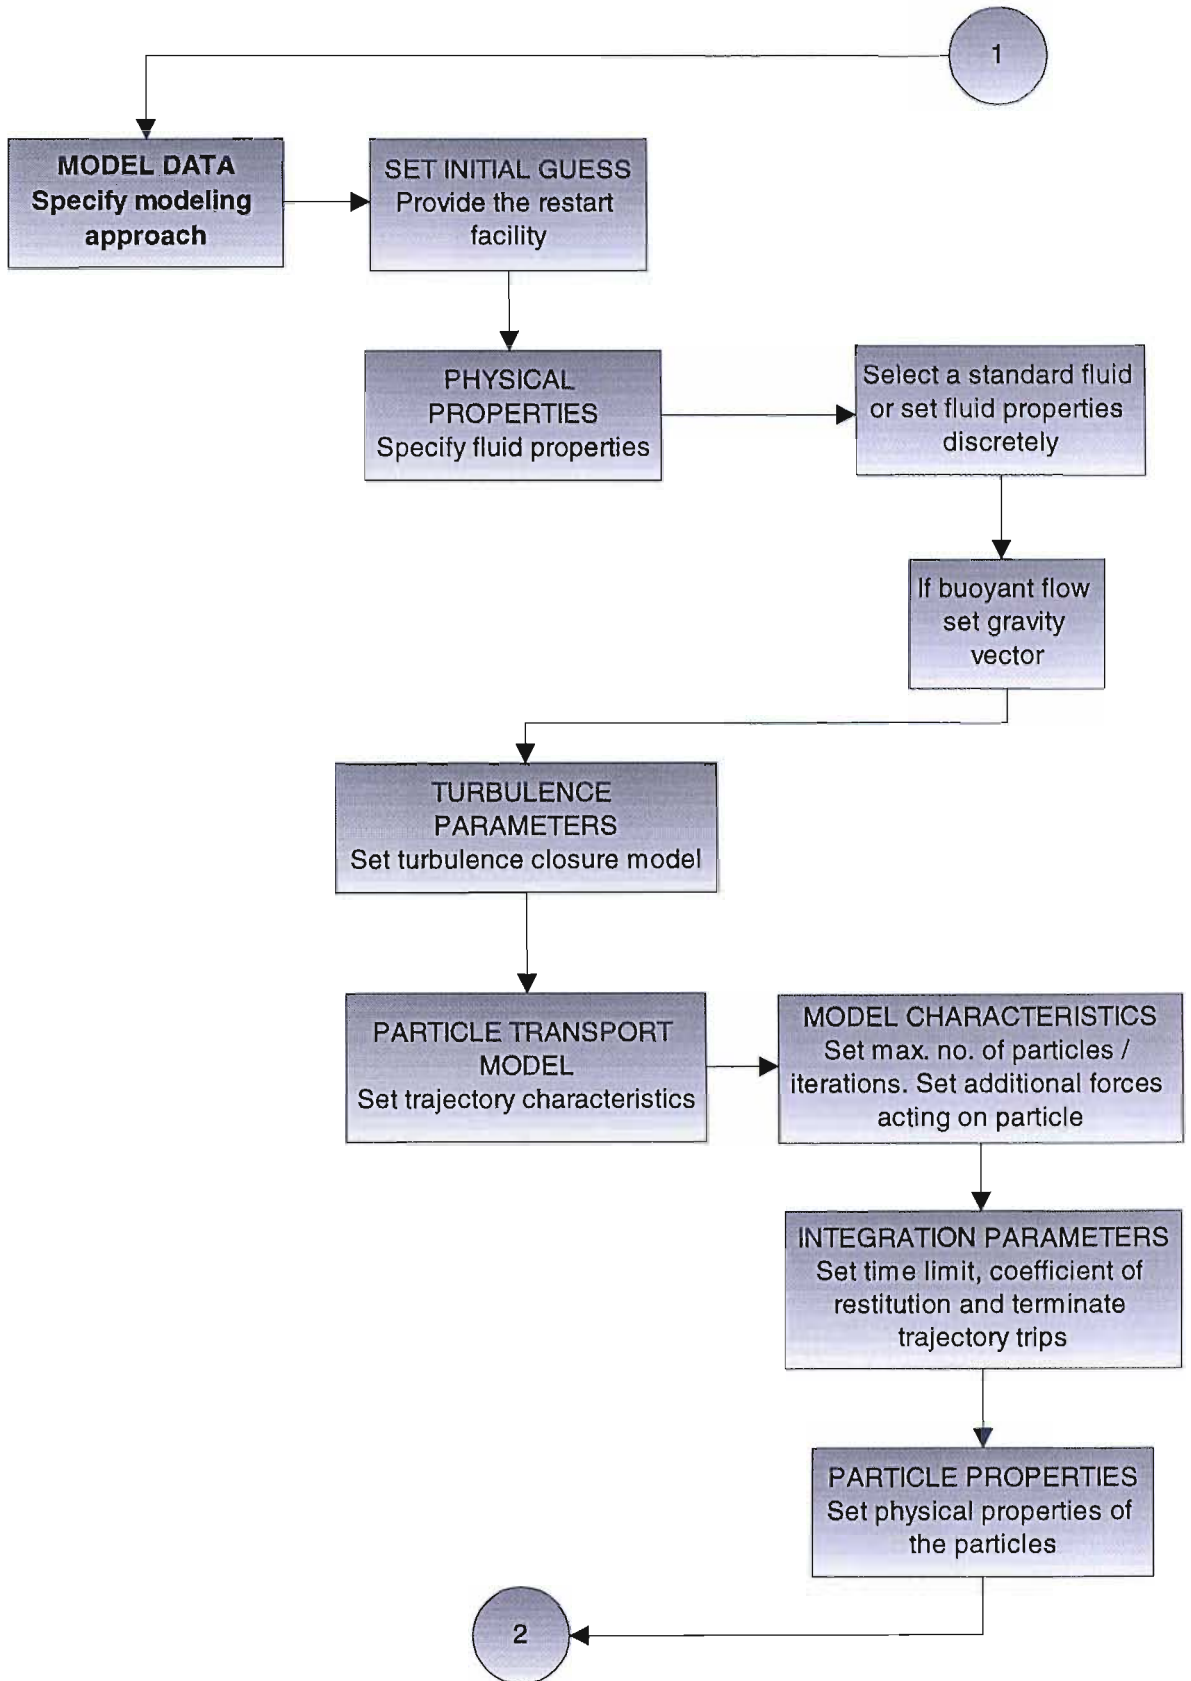 1
MODEL DATA
Specify modeling
approach
SET INITIAL GUESS
Provide the restart
facility
PHYSICAL
PROPERTIES
Specify fluid properties
Select a standard fluid
or set fluid properties
discretely
If buoyant flow
set gravity
vector
TURBULENCE
PARAMETERS
Set turbulence closure model
PARTICLE TRANSPORT
MODEL
Set trajectory characteristics
MODEL CHARACTERISTICS
Set max. no. of particles /
iterations. Set additional forces
acting on particle
INTEGRATION PARAMETERS
Set time limit, coefficient of
restitution and terminate
trajectory trips
PARTICLE PROPERTIES
Set physical properties of
the particles
2